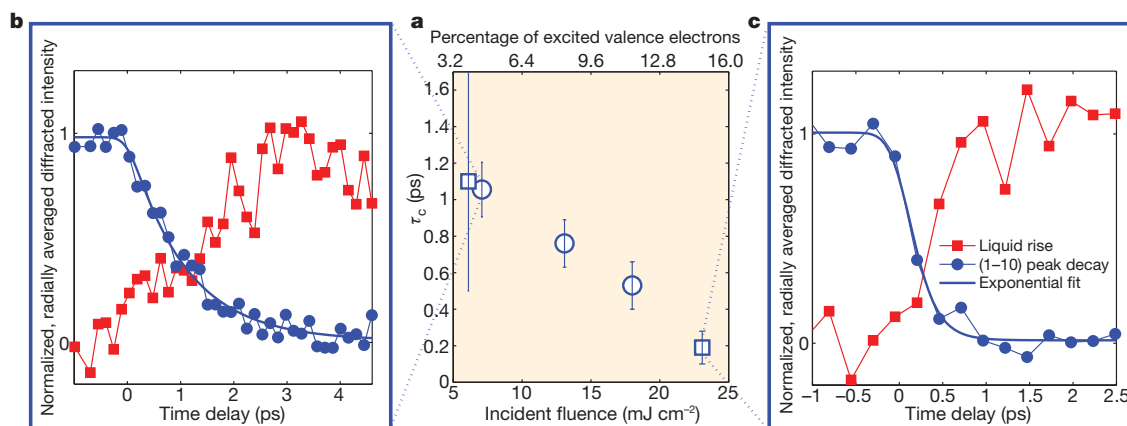 b
Normalized, radially averaged diffracted intensity
1
0
0
1
2
3
4
Time delay (ps)
a
Percentage of excited valence electrons
3.2
6.4
9.6
12.8
16.0
τc (ps)
1.6
1.4
1.2
1
0.8
0.6
0.4
0.2
0
5
10
15
20
25
Incident fluence (mJ cm⁻²)
c
Normalized, radially averaged diffracted intensity
1
0
Liquid rise
(1–10) peak decay
Exponential fit
−1
−0.5
0
0.5
1
1.5
2
2.5
Time delay (ps)